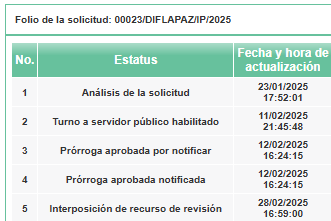 Folio de la solicitud: 00023/DIFLAPAZ/IP/2025
No. Estatus Fecha y hora de
actualización
1 Análisis de la solicitud 23/01/2025
17:52:01
2 Turno a servidor público habilitado 11/02/2025
21:45:48
3 Prórroga aprobada por notificar 12/02/2025
16:24:15
4 Prórroga aprobada notificada 12/02/2025
16:24:15
5 Interposición de recurso de revisión 28/02/2025
16:59:00